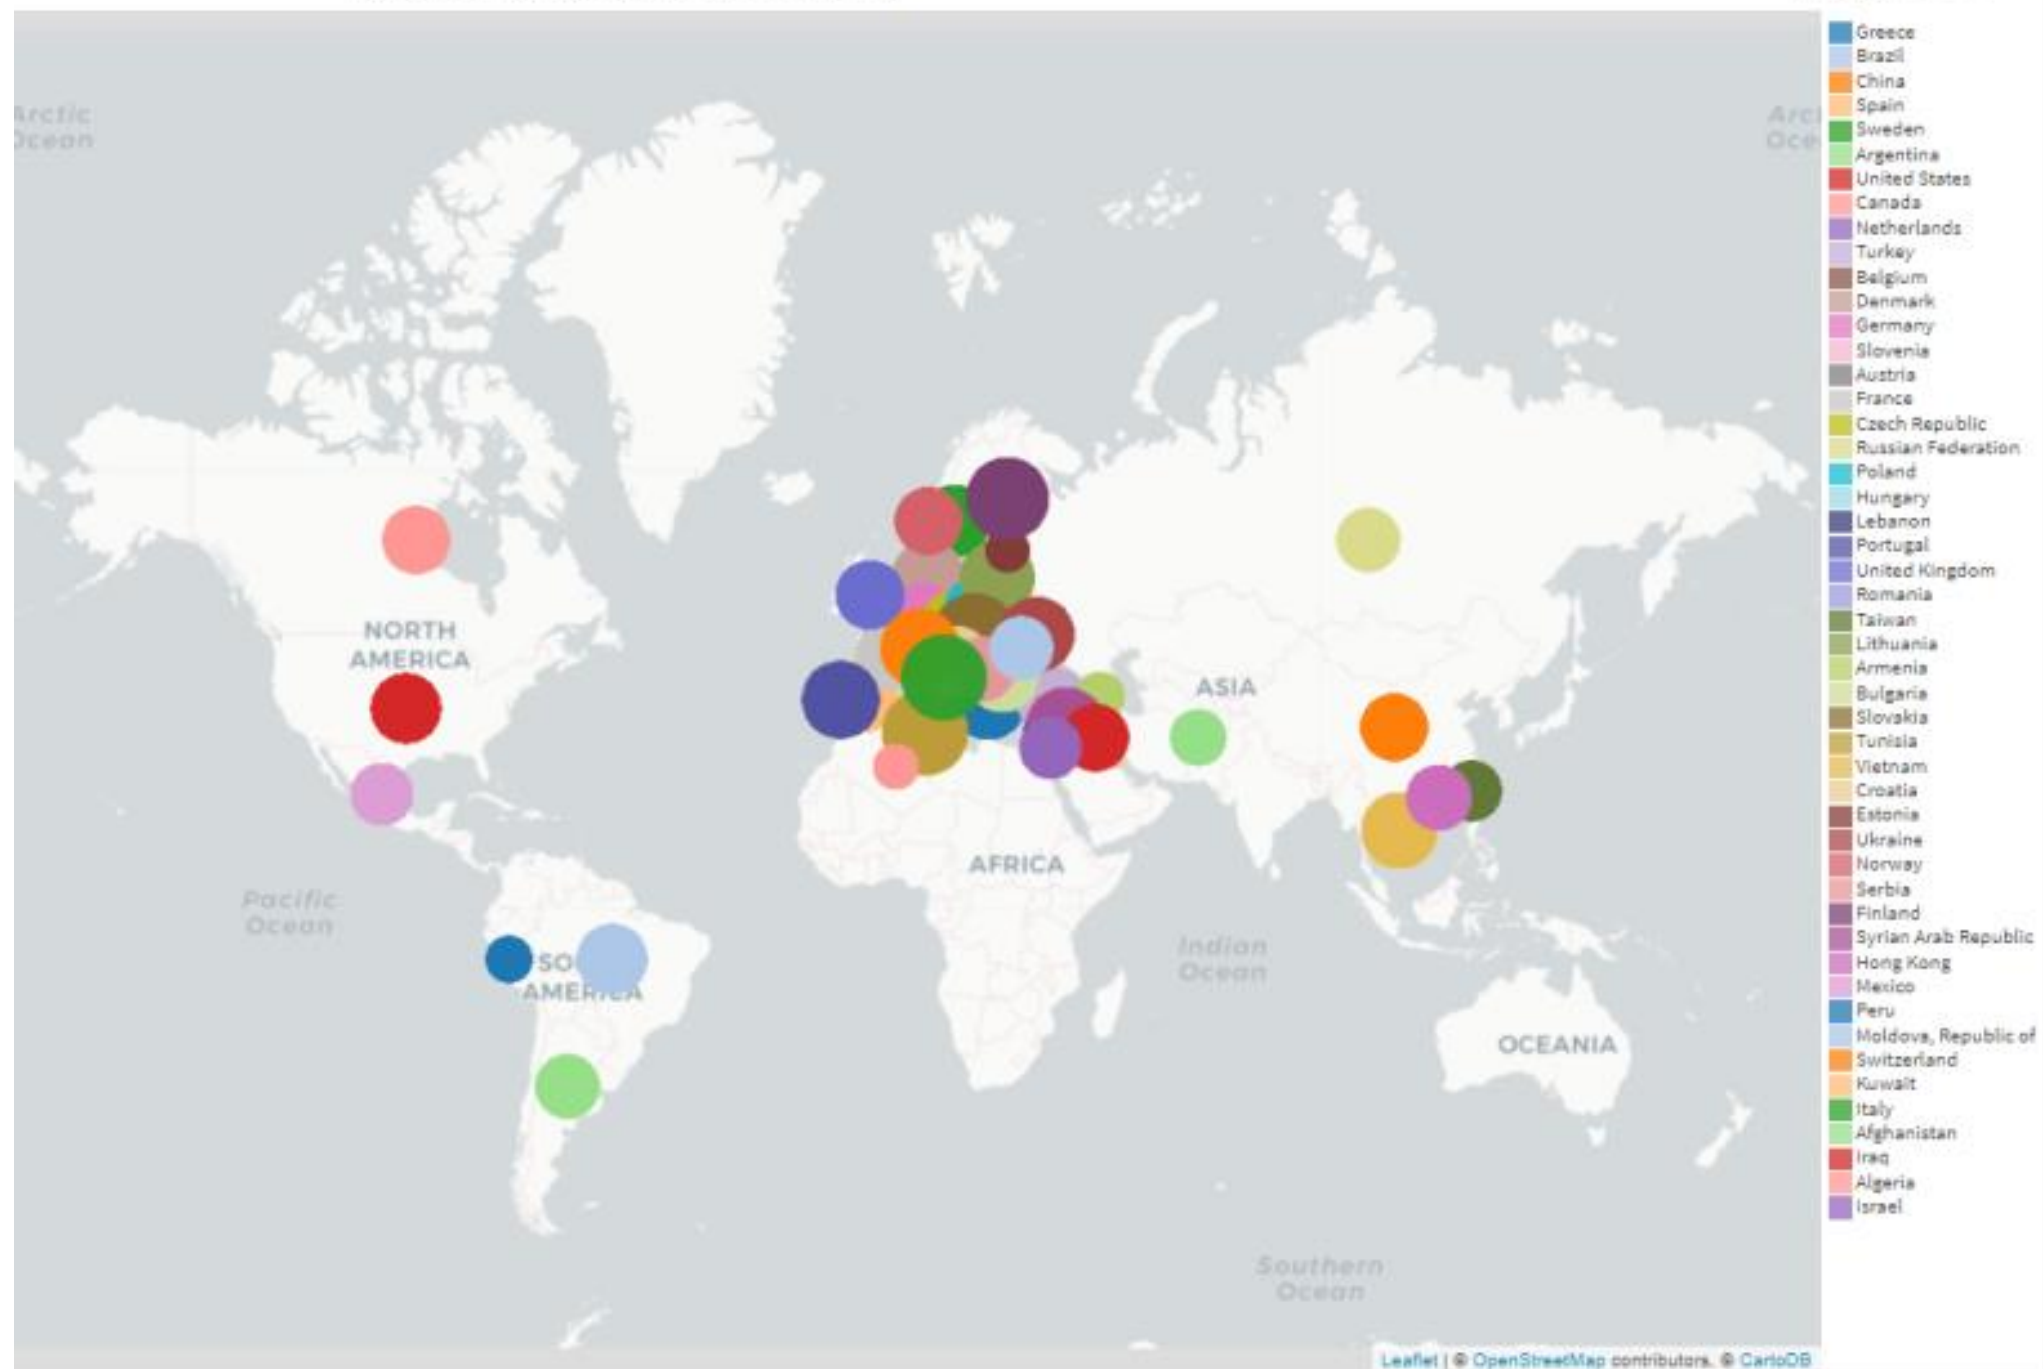 Arctic
Ocean
NORTH
AMERICA
ASIA
AFRICA
Pacific
Ocean
SO
AMERICA
Indian
Ocean
OCEANIA
Southern
Ocean
Leaflet | © OpenStreetMap contributors, © CartoDB
Greece
Brazil
China
Spain
Sweden
Argentina
United States
Canada
Netherlands
Turkey
Belgium
Denmark
Germany
Slovenia
Austria
France
Czech Republic
Russian Federation
Poland
Hungary
Lebanon
Portugal
United Kingdom
Romania
Taiwan
Lithuania
Armenia
Bulgaria
Slovakia
Tunisia
Vietnam
Croatia
Estonia
Ukraine
Norway
Serbia
Finland
Syrian Arab Republic
Hong Kong
Mexico
Peru
Moldova, Republic of
Switzerland
Kuwait
Italy
Afghanistan
Iraq
Algeria
Israel